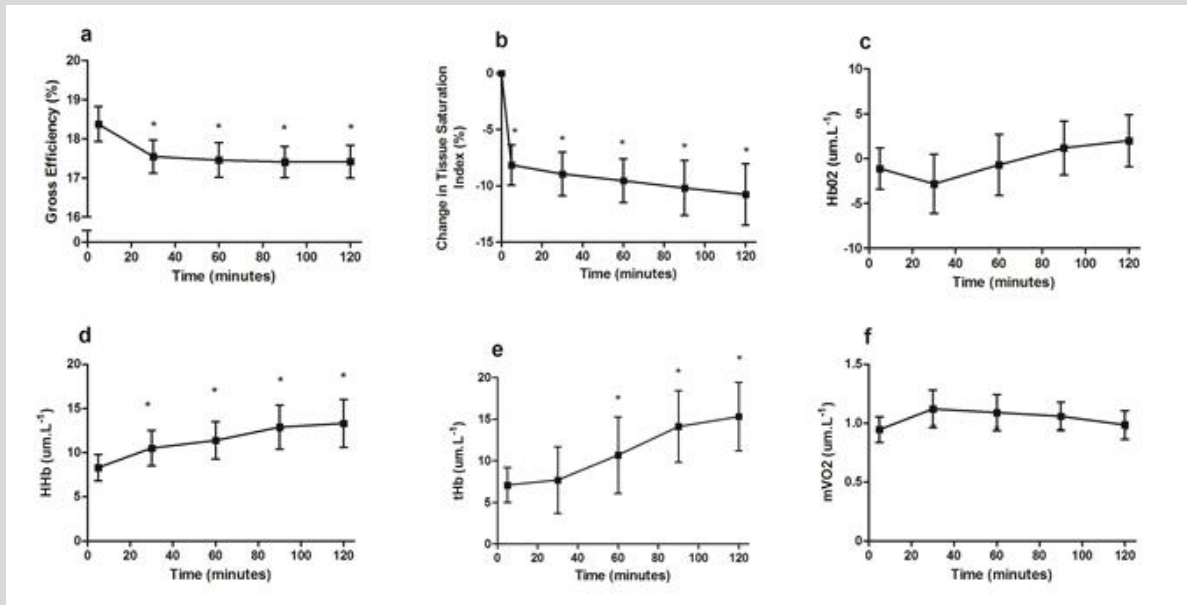 a
Gross Efficiency (%)
20
19
18
17
16
0
* * * *
0 20 40 60 80 100 120
Time (minutes)
b
Change in Tissue Saturation
Index (%)
0
-5
-10
-15
* * * * *
0 20 40 60 80 100 120
Time (minutes)
c
Hb02 (um.L⁻¹)
10
5
0
-5
-10
0 20 40 60 80 100 120
Time (minutes)
d
HHb (um.L⁻¹)
20
15
10
5
0
* * * *
0 20 40 60 80 100 120
Time (minutes)
e
tHb (um.L⁻¹)
20
15
10
5
0
* * *
0 20 40 60 80 100 120
Time (minutes)
f
mVO2 (um.L⁻¹)
1.5
1.0
0.5
0.0
0 20 40 60 80 100 120
Time (minutes)